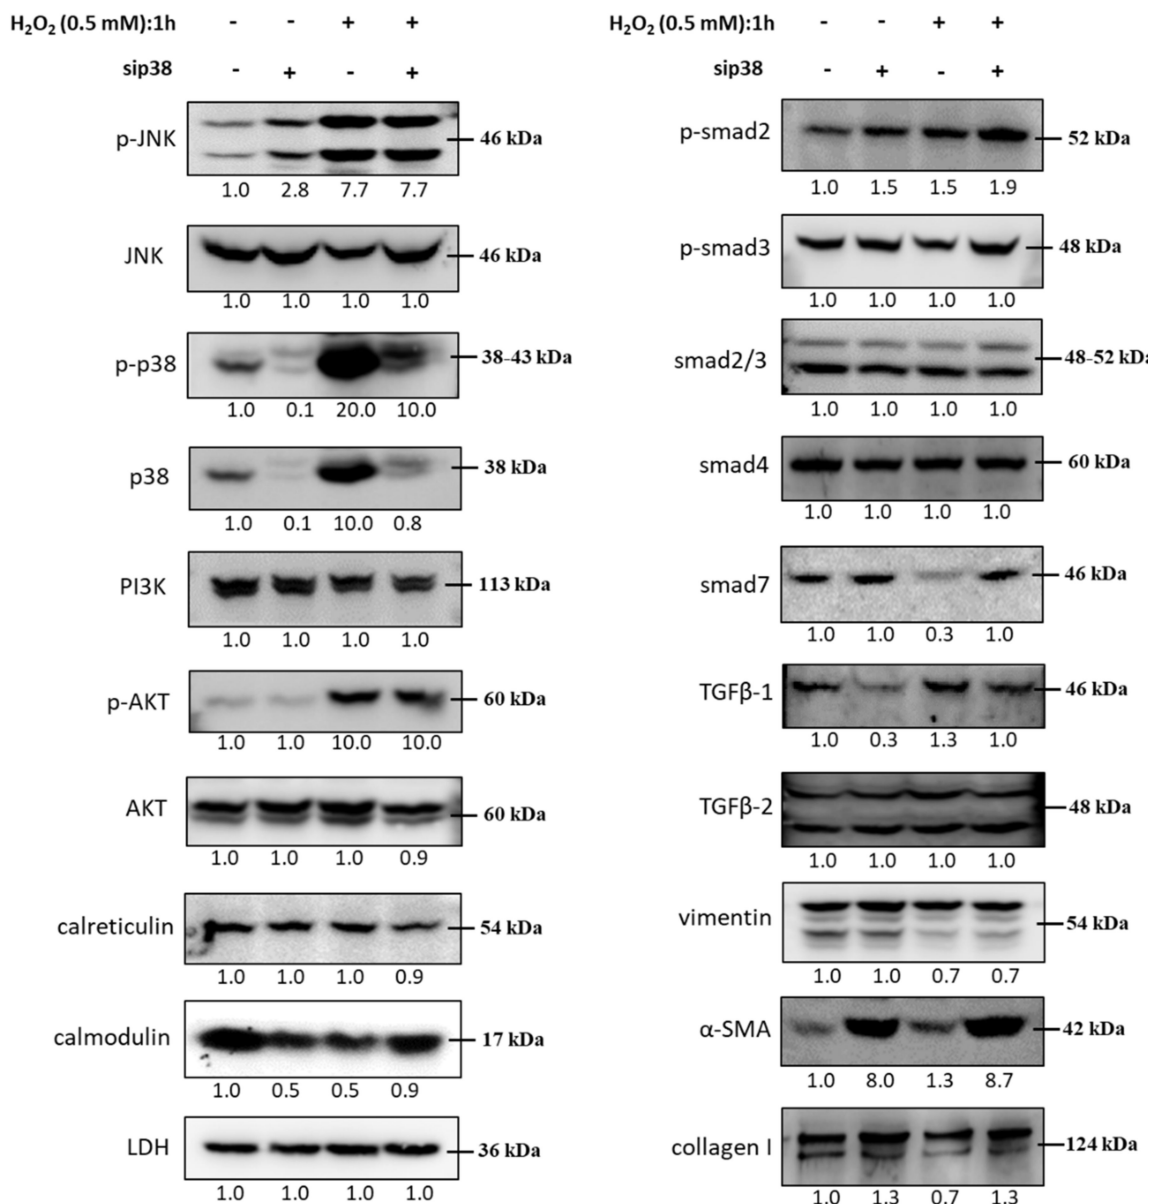 H₂O₂ (0.5 mM):1h - - + +
sip38 - + - +
p-JNK 46 kDa
1.0 2.8 7.7 7.7
JNK 46 kDa
1.0 1.0 1.0 1.0
p-p38 38-43 kDa
1.0 0.1 20.0 10.0
p38 38 kDa
1.0 0.1 10.0 0.8
PI3K 113 kDa
1.0 1.0 1.0 1.0
p-AKT 60 kDa
1.0 1.0 10.0 10.0
AKT 60 kDa
1.0 1.0 1.0 0.9
calreticulin 54 kDa
1.0 1.0 1.0 0.9
calmodulin 17 kDa
1.0 0.5 0.5 0.9
LDH 36 kDa
1.0 1.0 1.0 1.0
H₂O₂ (0.5 mM):1h - - + +
sip38 - + - +
p-smad2 52 kDa
1.0 1.5 1.5 1.9
p-smad3 48 kDa
1.0 1.0 1.0 1.0
smad2/3 48-52 kDa
1.0 1.0 1.0 1.0
smad4 60 kDa
1.0 1.0 1.0 1.0
smad7 46 kDa
1.0 1.0 0.3 1.0
TGFβ-1 46 kDa
1.0 0.3 1.3 1.0
TGFβ-2 48 kDa
1.0 1.0 1.0 1.0
vimentin 54 kDa
1.0 1.0 0.7 0.7
α-SMA 42 kDa
1.0 8.0 1.3 8.7
collagen I 124 kDa
1.0 1.3 0.7 1.3